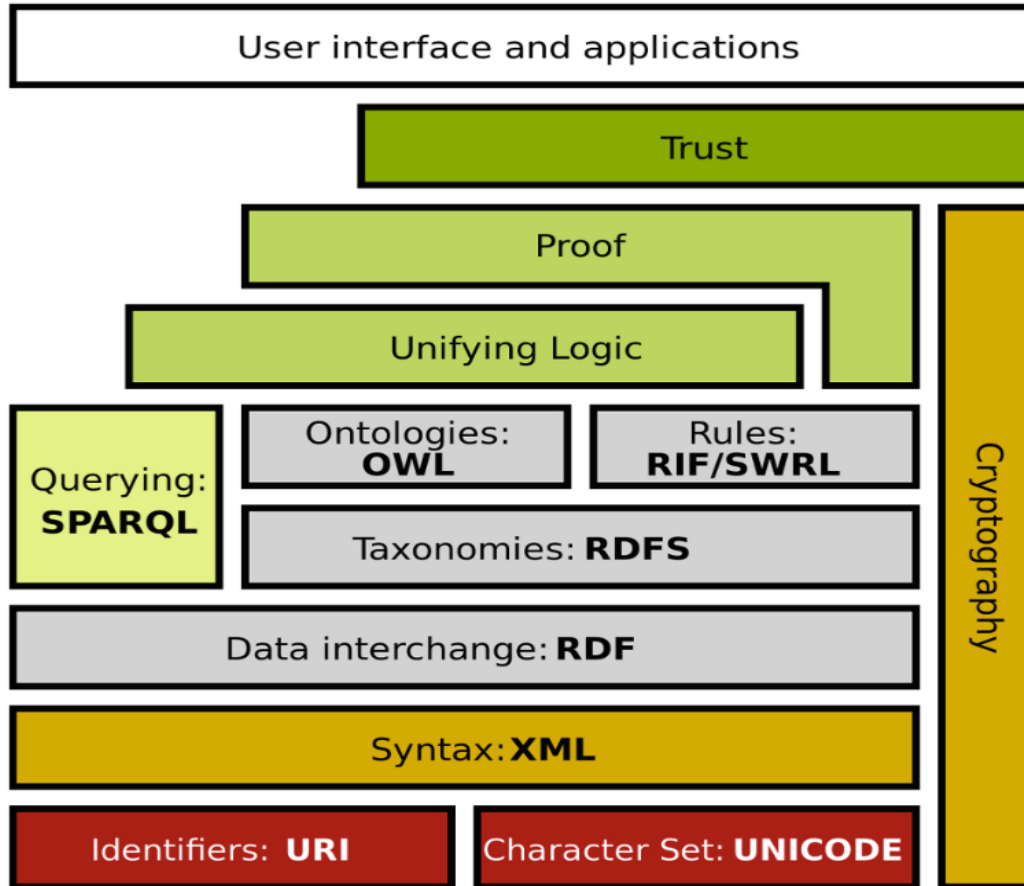 User interface and applications
Trust
Proof
Unifying Logic
Ontologies:
OWL
Rules:
RIF/SWRL
Querying:
SPARQL
Taxonomies: RDFS
Cryptography
Data interchange: RDF
Syntax: XML
Identifiers: URI
Character Set: UNICODE